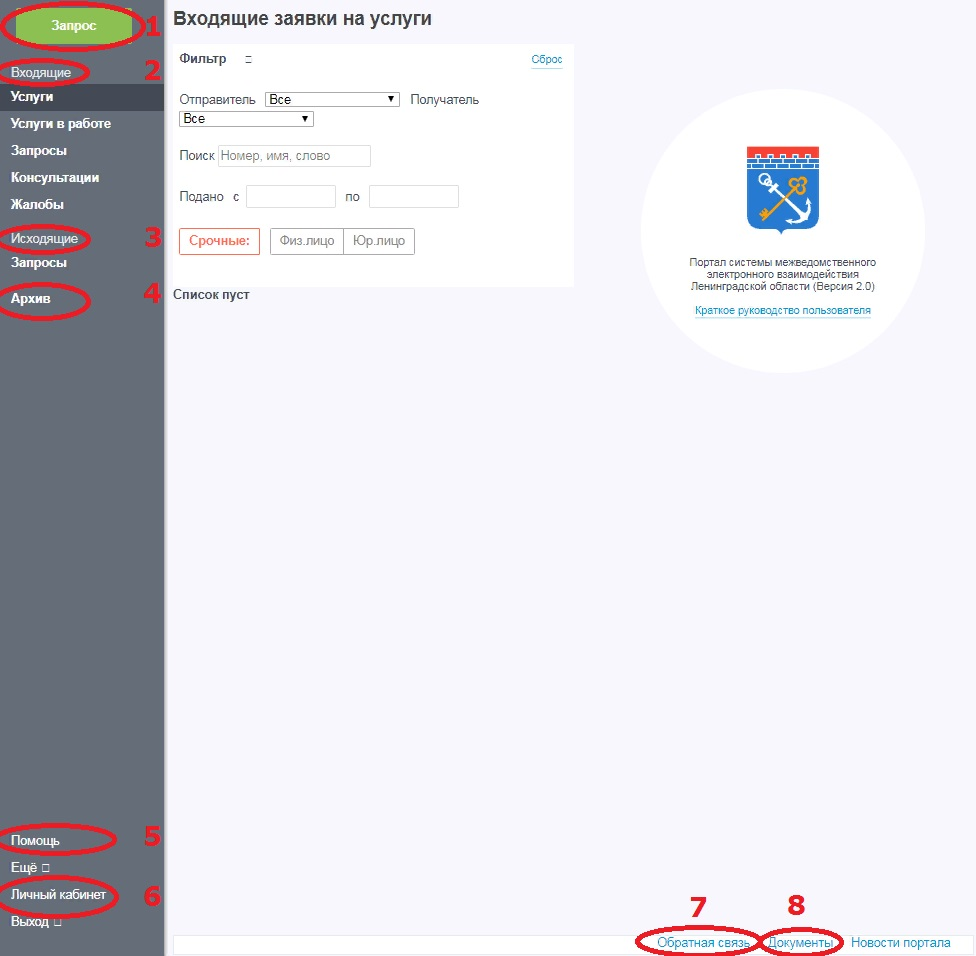 Запрос 1
Входящие 2
Услуги
Услуги в работе
Запросы
Консультации
Жалобы
Исходящие 3
Запросы
Архив 4
Помощь 5
Ещё
Личный кабинет 6
Выход
Входящие заявки на услуги
Фильтр Сброс
Отправитель Все Получатель
Все
Поиск Номер, имя, слово
Подано с по
Срочные: Физ.лицо Юр.лицо
Список пуст
Портал системы межведомственного
электронного взаимодействия
Ленинградской области (Версия 2.0)
Краткое руководство пользователя
7 8
Обратная связь Документы Новости портала